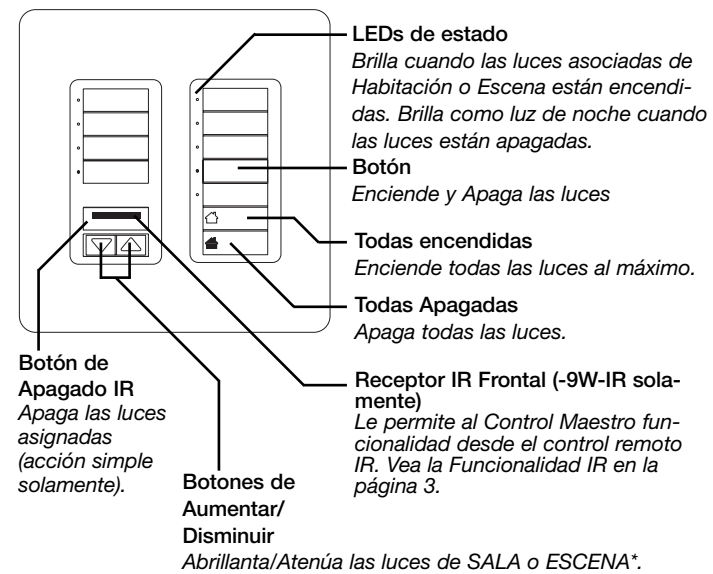 LEDs de estado
Brilla cuando las luces asociadas de
Habitación o Escena están encendi-
das. Brilla como luz de noche cuando
las luces están apagadas.
Botón
Enciende y Apaga las luces
Todas encendidas
Enciende todas las luces al máximo.
Todas Apagadas
Apaga todas las luces.
Receptor IR Frontal (-9W-IR sola-
mente)
Le permite al Control Maestro fun-
cionalidad desde el control remoto
IR. Vea la Funcionalidad IR en la
página 3.
Botón de
Apagado IR
Apaga las luces
asignadas
(acción simple
solamente).
Botones de
Aumentar/
Disminuir
Abrillanta/Atenúa las luces de SALA o ESCENA*.